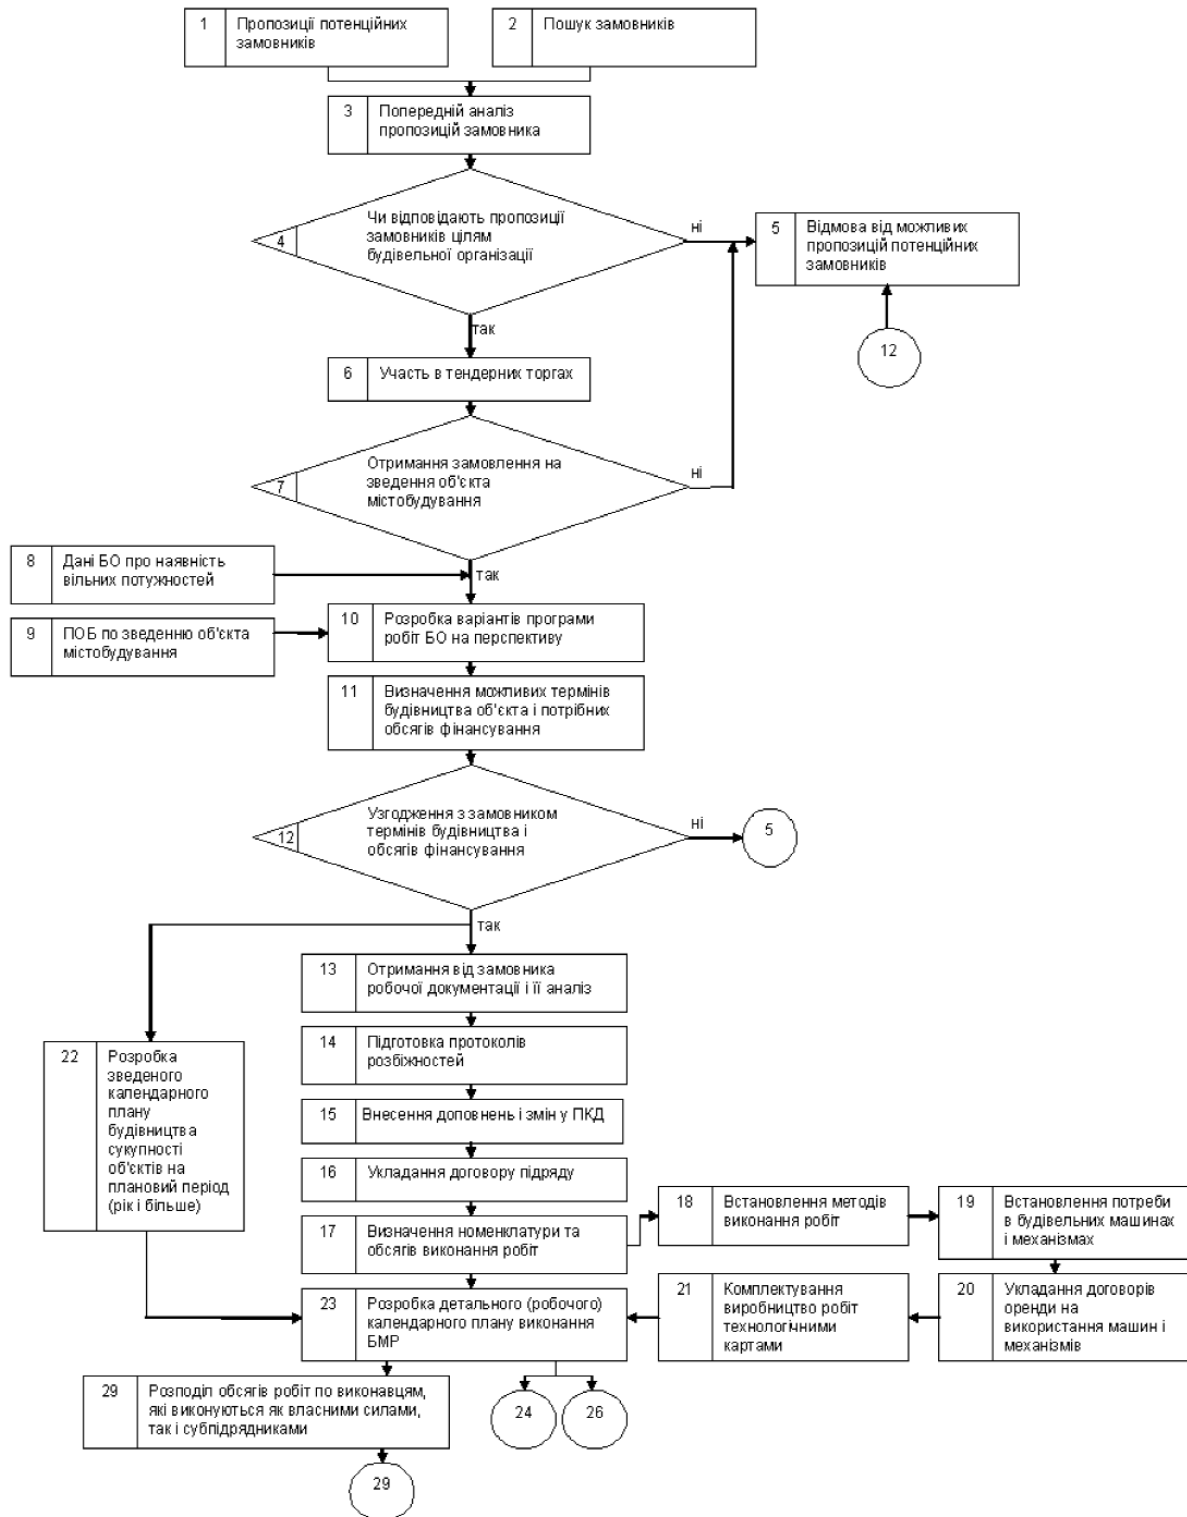 1
Пропозиції потенційних
замовників
2
Пошук замовників
3
Попередній аналіз
пропозицій замовника
4
Чи відповідають пропозиції
замовників цілям
будівельної організації
ні
5
Відмова від можливих
пропозицій потенційних
замовників
так
12
6
Участь в тендерних торгах
7
Отримання замовлення на
зведення об'єкта
містобудування
ні
8
Дані БО про наявність
вільних потужностей
так
9
ПОБ по зведенню об'єкта
містобудування
10
Розробка варіантів програми
робіт БО на перспективу
11
Визначення можливих термінів
будівництва об'єкта і потрібних
обсягів фінансування
12
Узгодження з замовником
термінів будівництва і
обсягів фінансування
ні
5
так
13
Отримання від замовника
робочої документації і її аналіз
14
Підготовка протоколів
розбіжностей
22
Розробка
зведеного
календарного
плану
будівництва
сукупності
об'єктів на
плановий період
(рік і більше)
15
Внесення доповнень і змін у ПКД
16
Укладання договору підряду
17
Визначення номенклатури та
обсягів виконання робіт
18
Встановлення методів
виконання робіт
19
Встановлення потреби
в будівельних машинах
і механізмах
23
Розробка детального (робочого)
календарного плану виконання
БМР
21
Комплектування
виробництво робіт
технологічними
картами
20
Укладання договорів
оренди на
використання машин і
механізмів
29
Розподіл обсягів робіт по виконавцям,
які виконуються як власними силами,
так і субпідрядниками
24
26
29